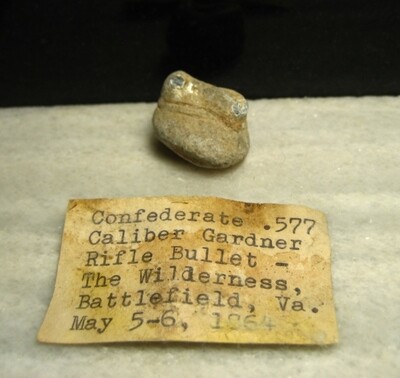 Confederate .577
Caliber Gardner
Rifle Bullet -
The Wilderness,
Battlefield, Va.
May 5-6, 1864